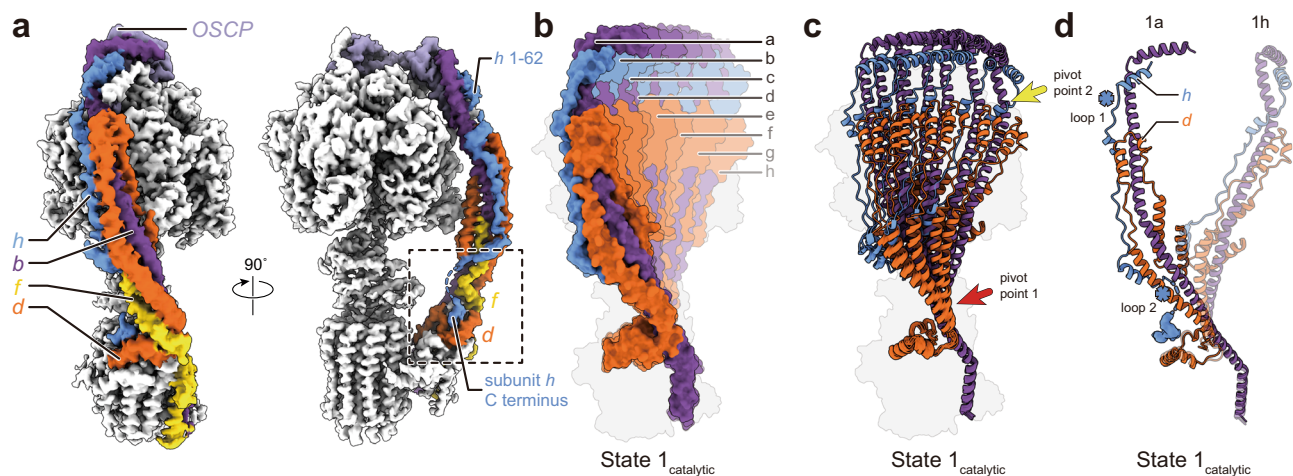 a
OSCP
h
b
f
d
90°
h 1-62
f
d
subunit h
C terminus
b
a
b
c
d
e
f
g
h
State 1catalytic
c
pivot
point 2
pivot
point 1
State 1catalytic
d
1a
1h
h
loop 1
d
loop 2
State 1catalytic